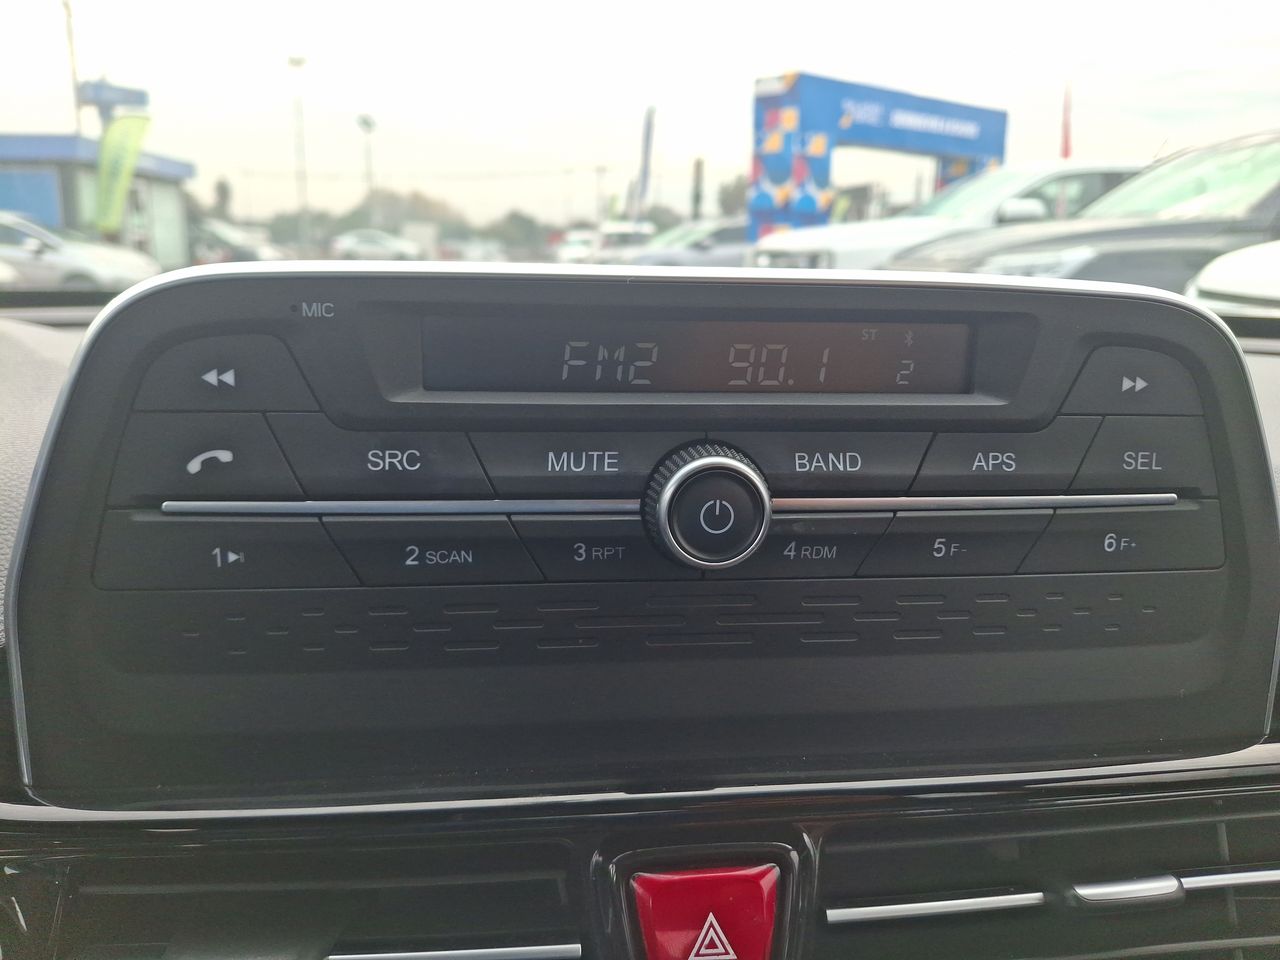 MIC
FM2 90.1 ST 2
SRC MUTE BAND APS SEL
1 2 SCAN 3 RPT 4 RDM 5 F- 6 F+